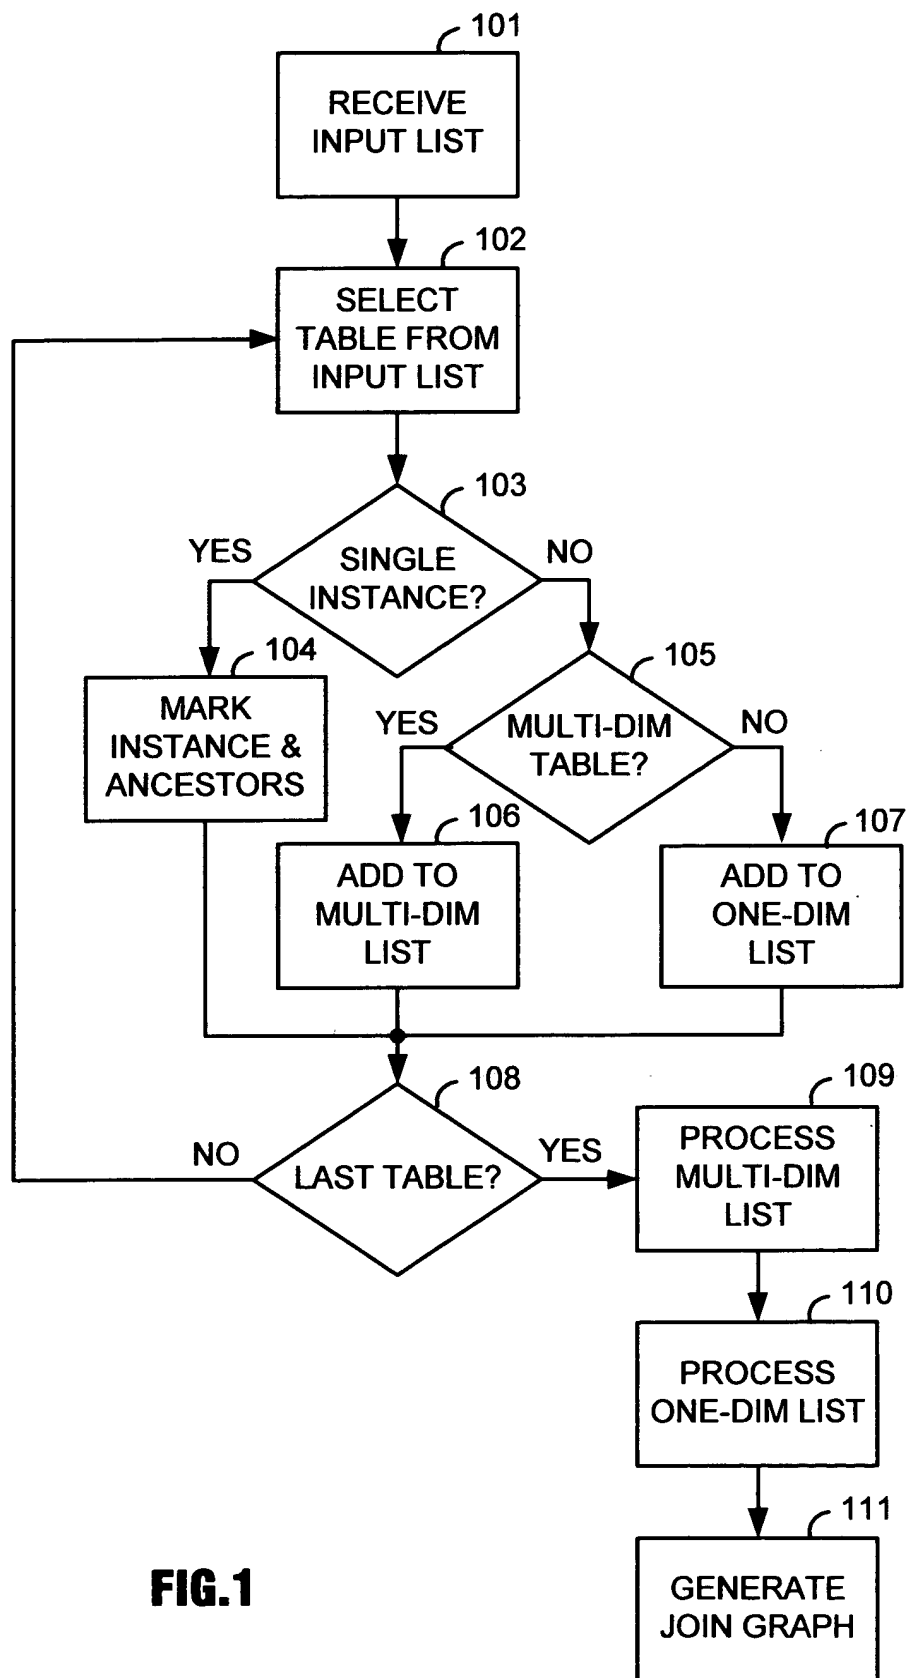 101
RECEIVE
INPUT LIST
102
SELECT
TABLE FROM
INPUT LIST
103
YES
SINGLE
INSTANCE?
NO
104
MARK
INSTANCE &
ANCESTORS
105
YES
MULTI-DIM
TABLE?
NO
106
ADD TO
MULTI-DIM
LIST
107
ADD TO
ONE-DIM
LIST
108
NO
LAST TABLE?
YES
109
PROCESS
MULTI-DIM
LIST
110
PROCESS
ONE-DIM LIST
111
GENERATE
JOIN GRAPH
FIG.1